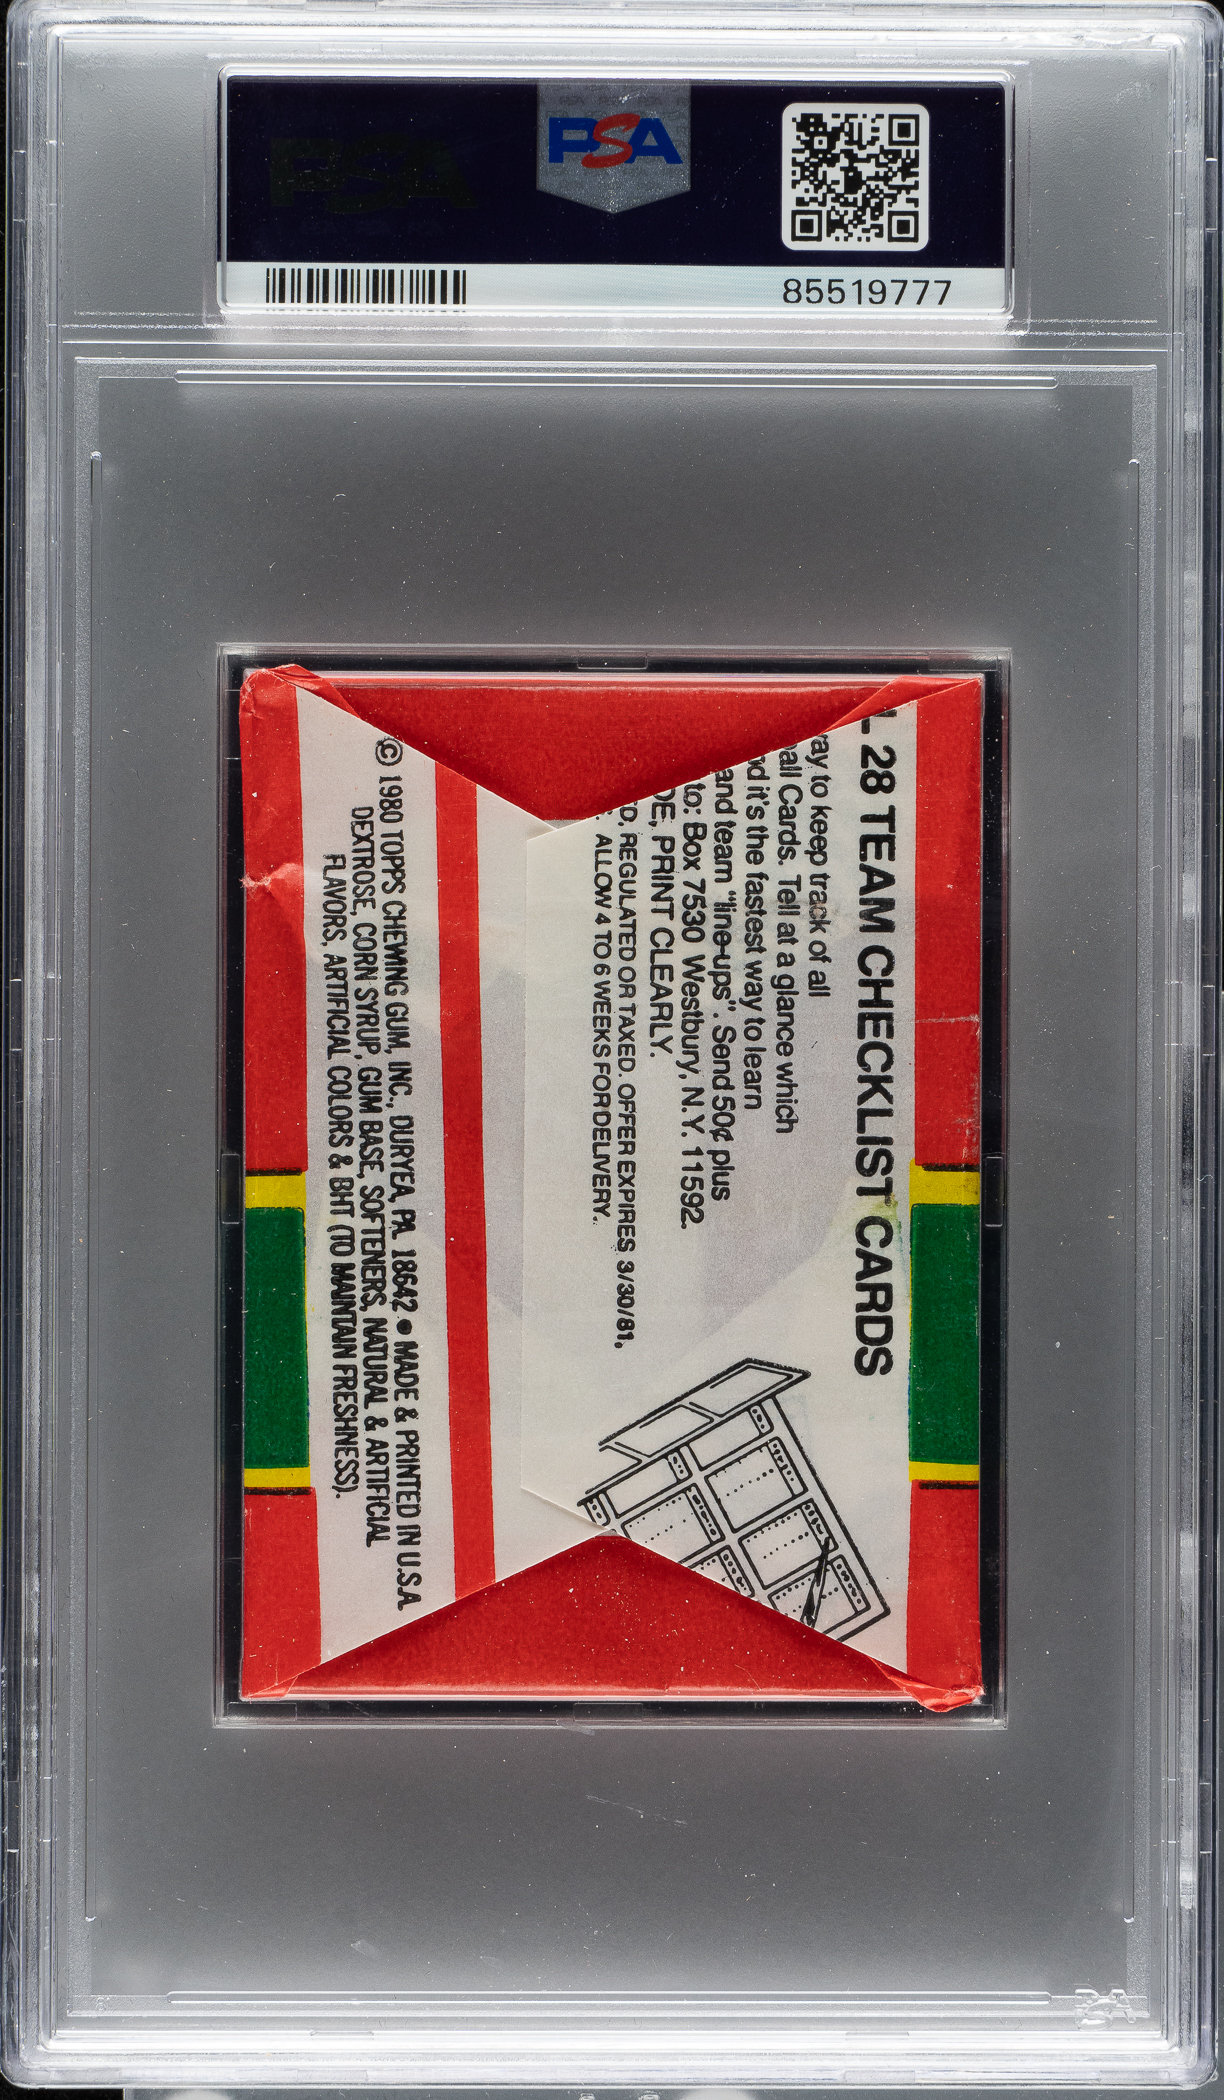 PSA
85519777
L 28 TEAM CHECKLIST CARDS
ray to keep track of all
all Cards. Tell at a glance which
d it's the fastest way to learn
and team "line-ups". Send 50¢ plus
to: Box 7530 Westbury, N.Y. 11592.
DE, PRINT CLEARLY.
D, REGULATED OR TAXED. OFFER EXPIRES 3/30/81.
ALLOW 4 TO 6 WEEKS FOR DELIVERY.
© 1980 TOPPS CHEWING GUM, INC., DURYEA, PA. 18642 • MADE & PRINTED IN U.S.A.
DEXTROSE, CORN SYRUP, GUM BASE, SOFTENERS, NATURAL & ARTIFICIAL
FLAVORS, ARTIFICIAL COLORS & BHT (TO MAINTAIN FRESHNESS).